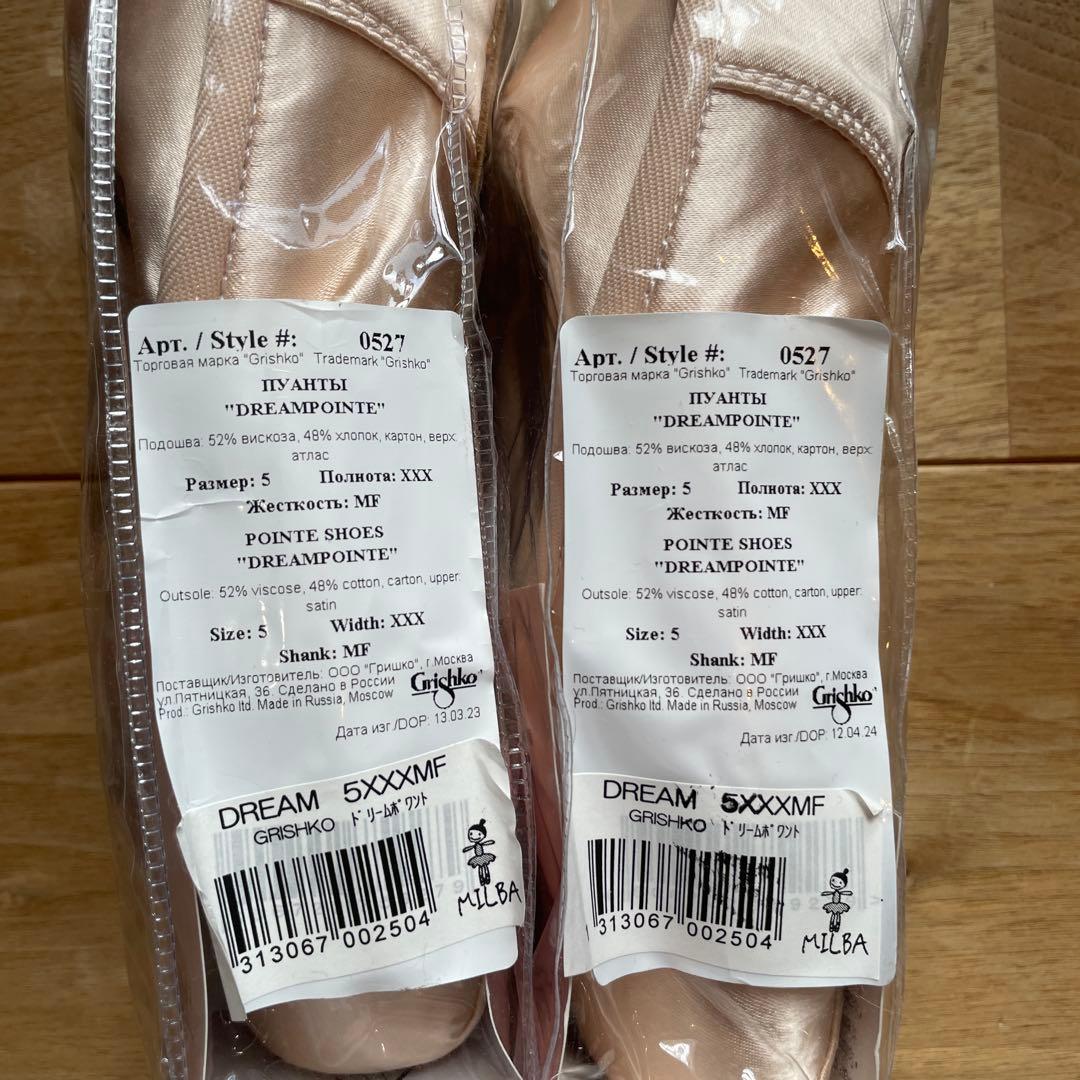 Арт. / Style #: 0527
Торговая марка "Grishko" Trademark "Grishko"
ПУАНТЫ
"DREAMPOINTE"
Подошва: 52% вискоза, 48% хлопок, картон, верх:
атлас
Размер: 5 Полнота: XXX
Жесткость: MF
POINTE SHOES
"DREAMPOINTE"
Outsole: 52% viscose, 48% cotton, carton, upper:
satin
Size: 5 Width: XXX
Shank: MF
Поставщик/Изготовитель: ООО "Гришко", г.Москва
ул.Пятницкая, 36. Сделано в России
Prod.: Grishko ltd. Made in Russia, Moscow
Grishko
Дата изг./DOP: 13.03.23
DREAM 5XXXMF
GRISHKO ﾄﾞﾘｰﾑﾎﾟﾜﾝﾄ
313067 002504
MILBA
Арт. / Style #: 0527
Торговая марка "Grishko" Trademark "Grishko"
ПУАНТЫ
"DREAMPOINTE"
Подошва: 52% вискоза, 48% хлопок, картон, верх:
атлас
Размер: 5 Полнота: XXX
Жесткость: MF
POINTE SHOES
"DREAMPOINTE"
Outsole: 52% viscose, 48% cotton, carton, upper:
satin
Size: 5 Width: XXX
Shank: MF
Поставщик/Изготовитель: ООО "Гришко", г.Москва
ул.Пятницкая, 36. Сделано в России
Prod.: Grishko ltd. Made in Russia, Moscow
Grishko
Дата изг./DOP: 12.04.24
DREAM 5XXXMF
GRISHKO ﾄﾞﾘｰﾑﾎﾟﾜﾝﾄ
313067 002504
MILBA